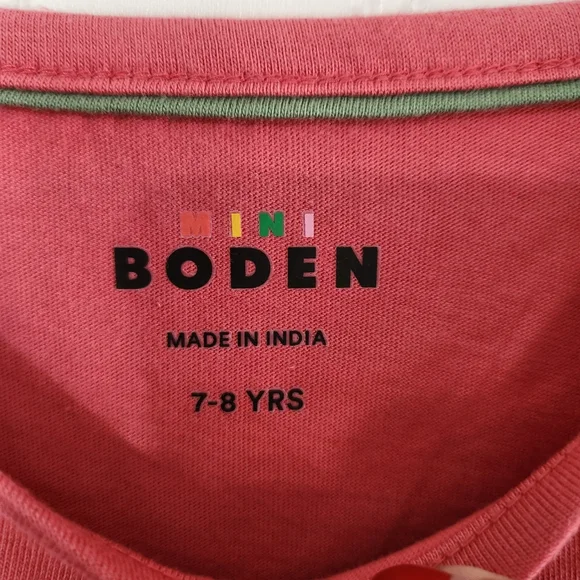 MINI
BODEN
MADE IN INDIA
7-8 YRS